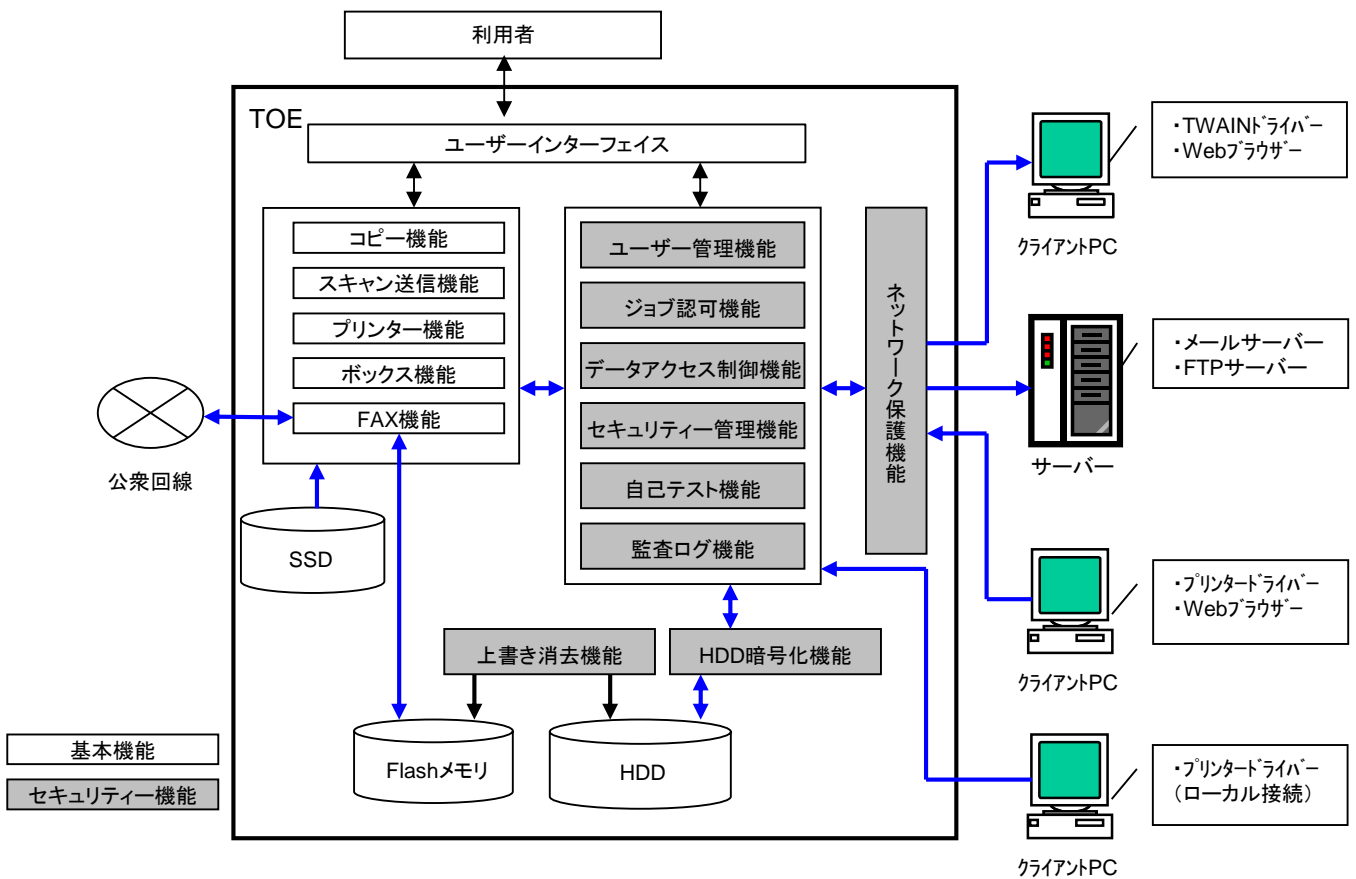 利用者
TOE
ユーザーインターフェイス
コピー機能
スキャン送信機能
プリンター機能
ボックス機能
FAX機能
ユーザー管理機能
ジョブ認可機能
データアクセス制御機能
セキュリティー管理機能
自己テスト機能
監査ログ機能
ネットワーク保護機能
公衆回線
SSD
上書き消去機能
HDD暗号化機能
Flashメモリ
HDD
基本機能
セキュリティー機能
・TWAINﾄﾞﾗｲﾊﾞｰ
・Webﾌﾞﾗｳｻﾞｰ
ｸﾗｲｱﾝﾄPC
・メールサーバー
・FTPサーバー
サーバー
・ﾌﾟﾘﾝﾀｰﾄﾞﾗｲﾊﾞｰ
・Webﾌﾞﾗｳｻﾞｰ
ｸﾗｲｱﾝﾄPC
・ﾌﾟﾘﾝﾀｰﾄﾞﾗｲﾊﾞｰ
（ローカル接続）
ｸﾗｲｱﾝﾄPC